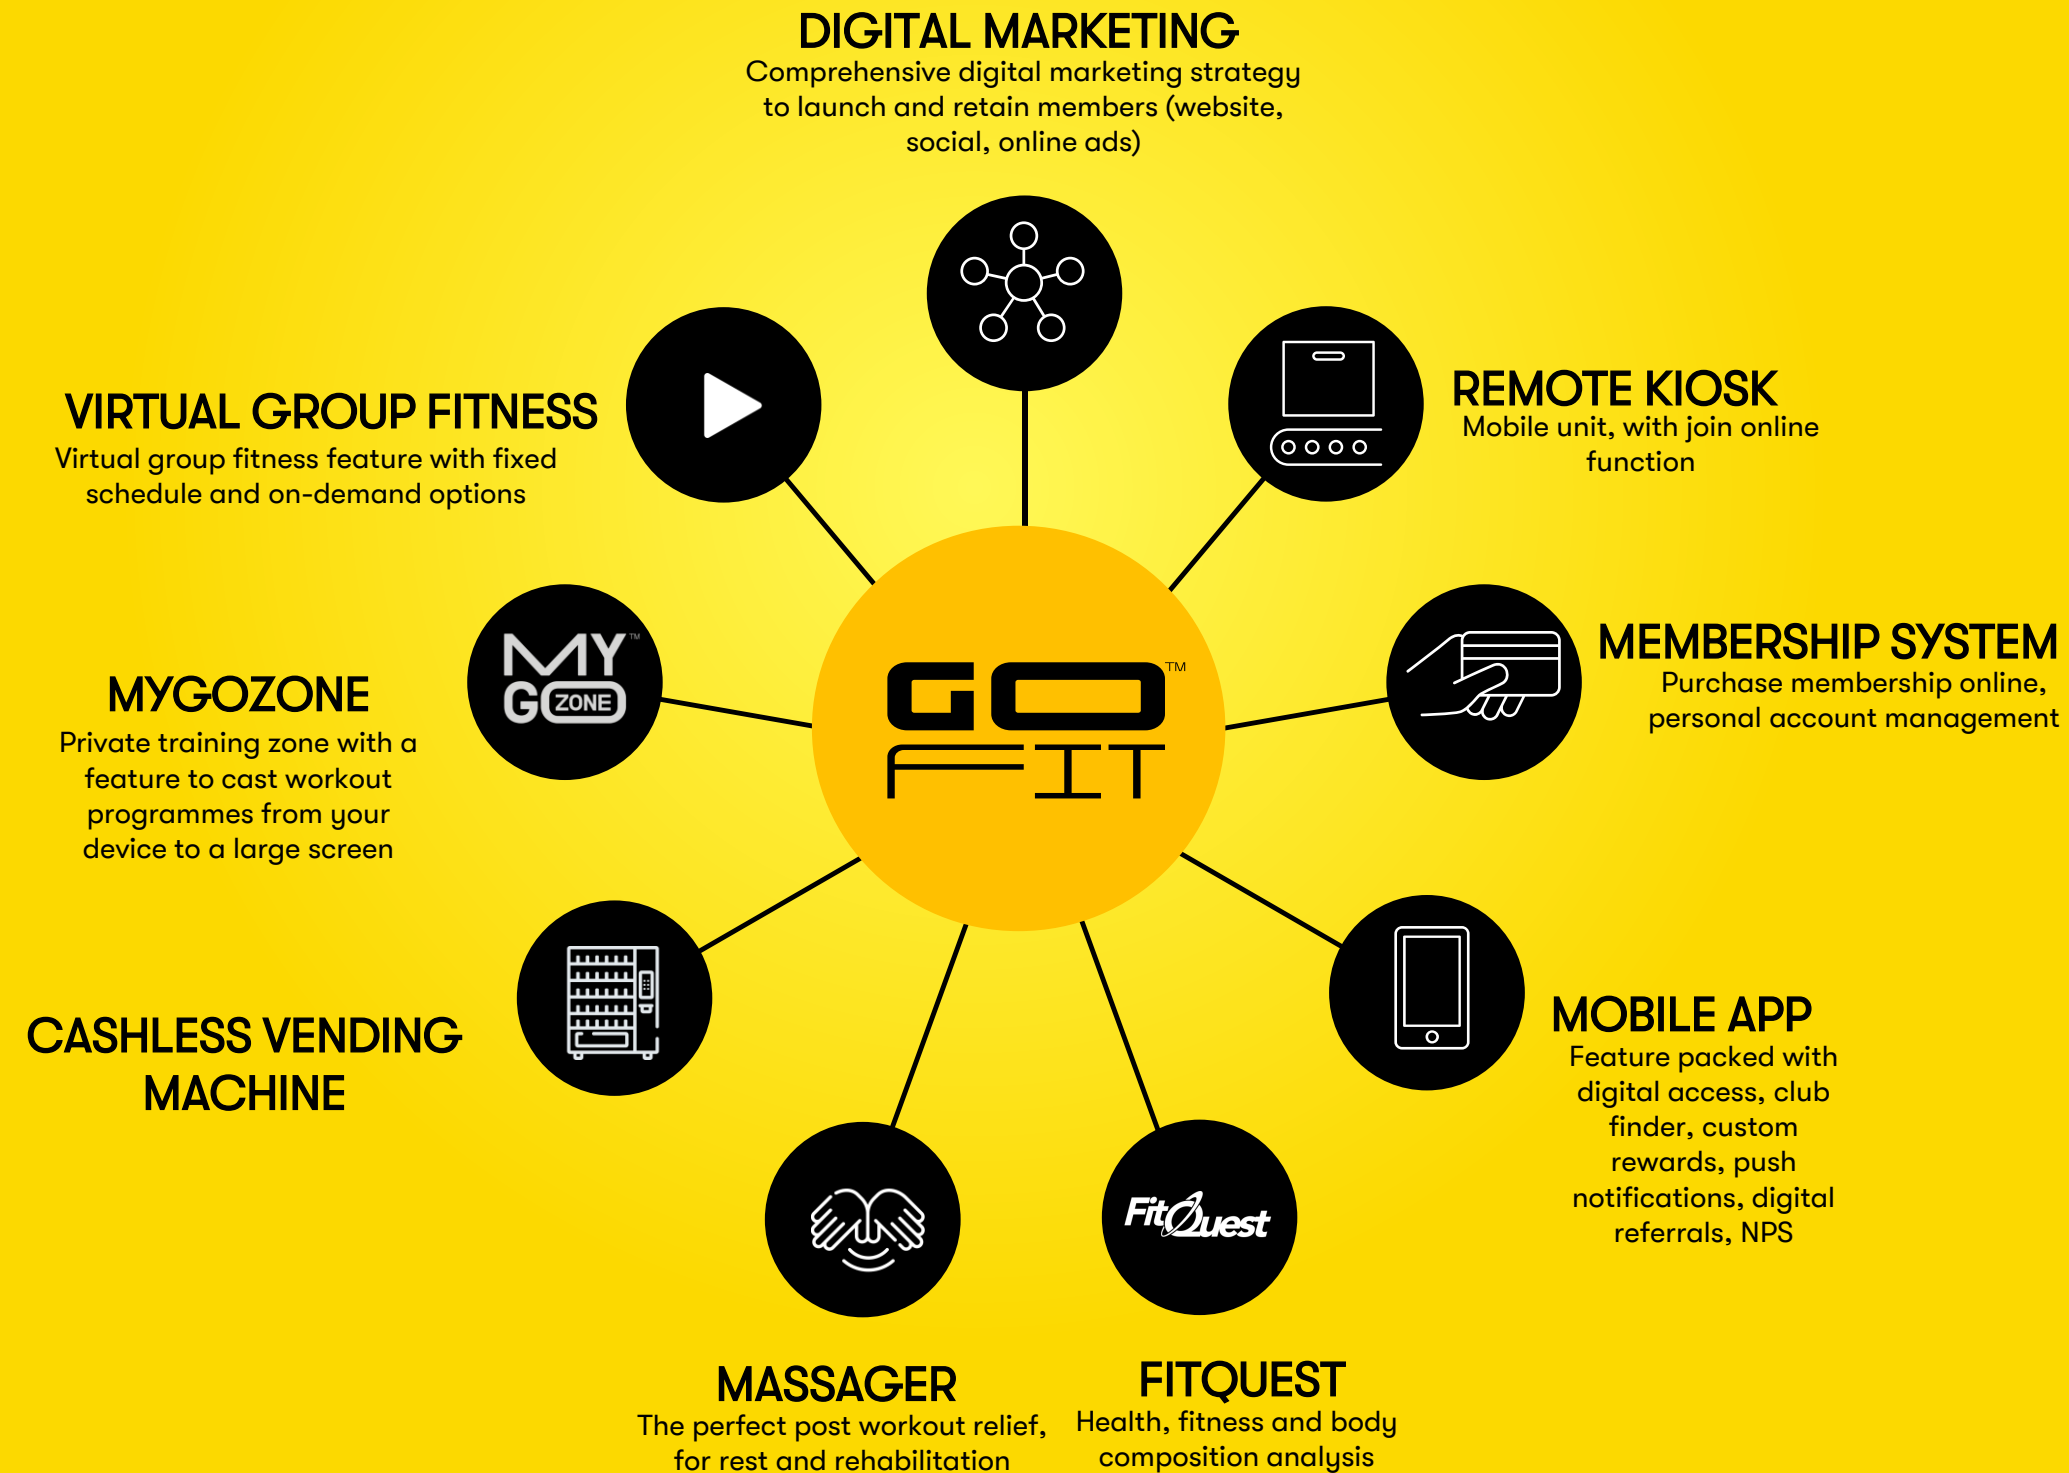 DIGITAL MARKETING
Comprehensive digital marketing strategy
to launch and retain members (website,
social, online ads)
VIRTUAL GROUP FITNESS
Virtual group fitness feature with fixed
schedule and on-demand options
REMOTE KIOSK
Mobile unit, with join online
function
MY™
GO ZONE
MYGOZONE
Private training zone with a
feature to cast workout
programmes from your
device to a large screen
GO™
FIT
MEMBERSHIP SYSTEM
Purchase membership online,
personal account management
CASHLESS VENDING
MACHINE
MOBILE APP
Feature packed with
digital access, club
finder, custom
rewards, push
notifications, digital
referrals, NPS
FitQuest
MASSAGER
The perfect post workout relief,
for rest and rehabilitation
FITQUEST
Health, fitness and body
composition analysis